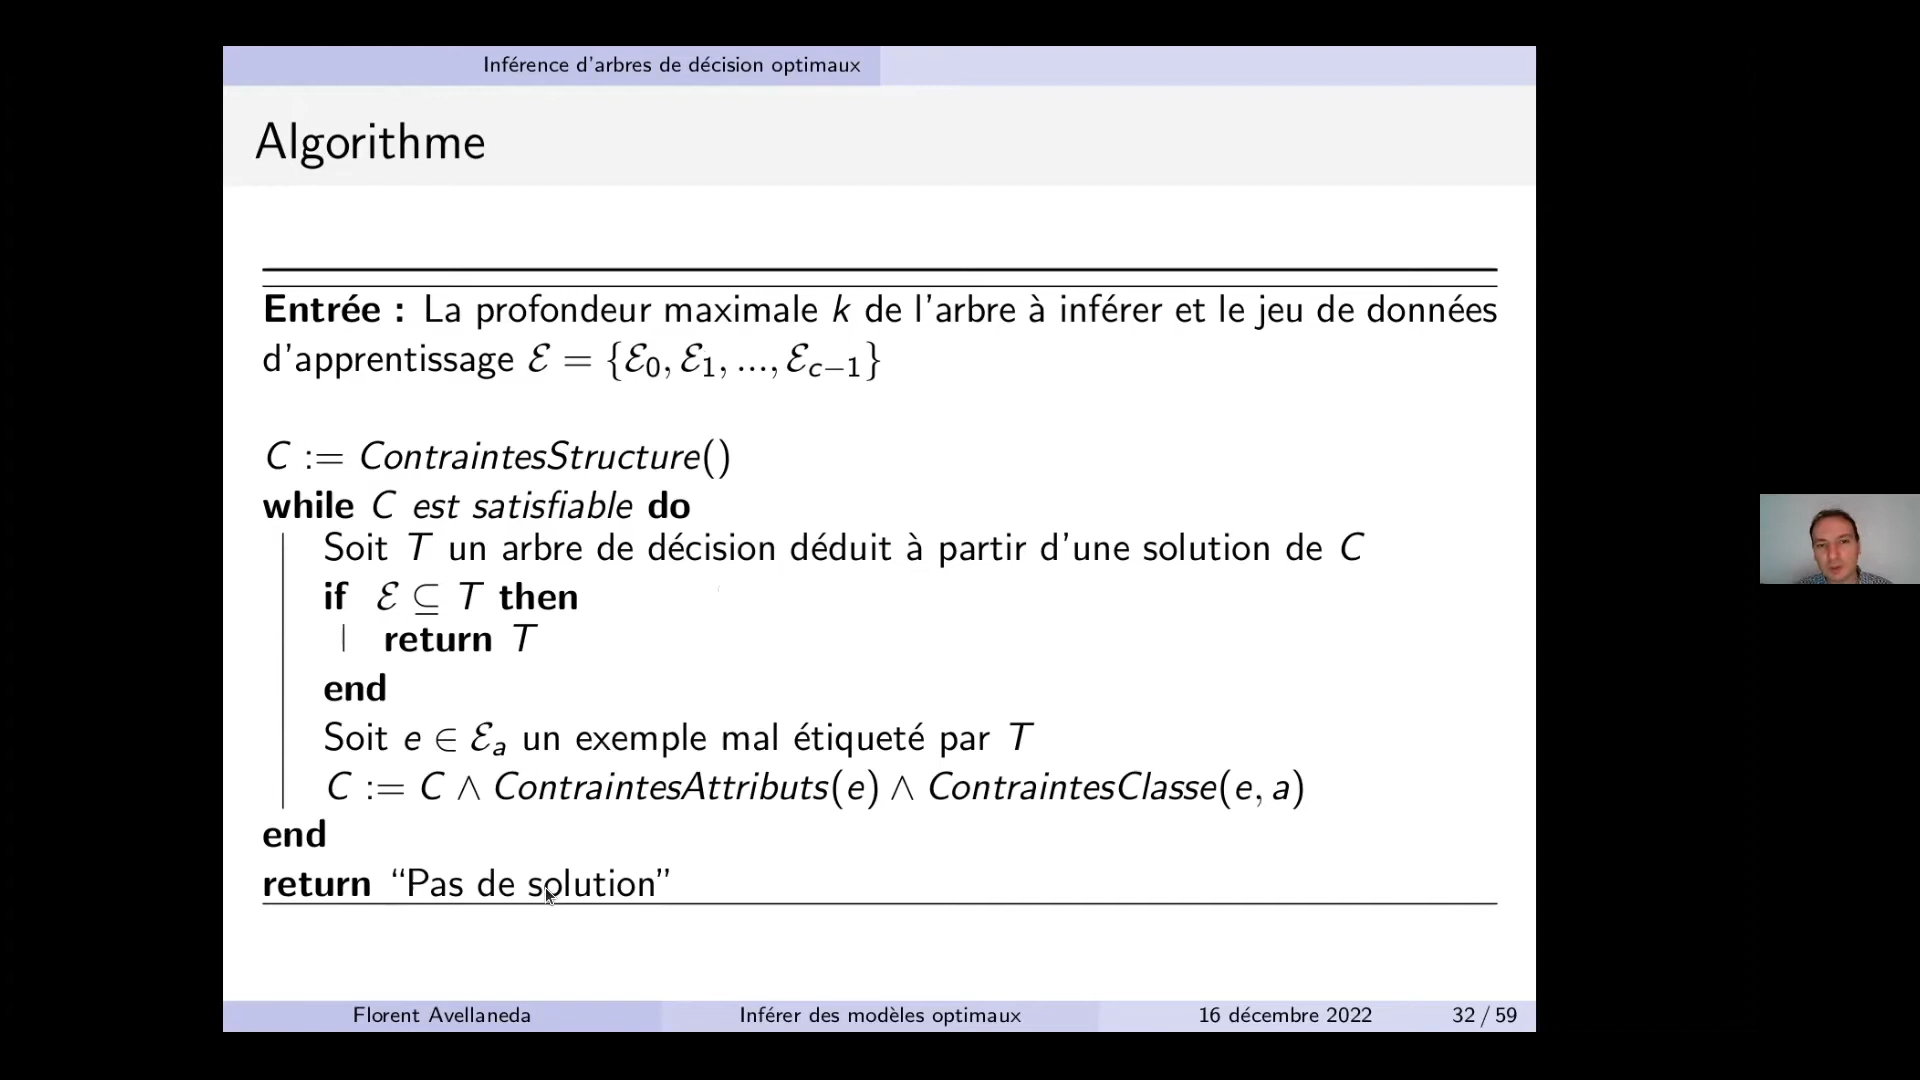 Inférence d'arbres de décision optimaux
Algorithme
Entrée : La profondeur maximale k de l'arbre à inférer et le jeu de données
d'apprentissage ℰ = {ℰ₀, ℰ₁, ..., ℰ_{c−1}}
C := ContraintesStructure()
while C est satisfiable do
Soit T un arbre de décision déduit à partir d'une solution de C
if ℰ ⊆ T then
return T
end
Soit e ∈ ℰₐ un exemple mal étiqueté par T
C := C ∧ ContraintesAttributs(e) ∧ ContraintesClasse(e, a)
end
return “Pas de solution”
Florent Avellaneda Inférer des modèles optimaux 16 décembre 2022 32 / 59